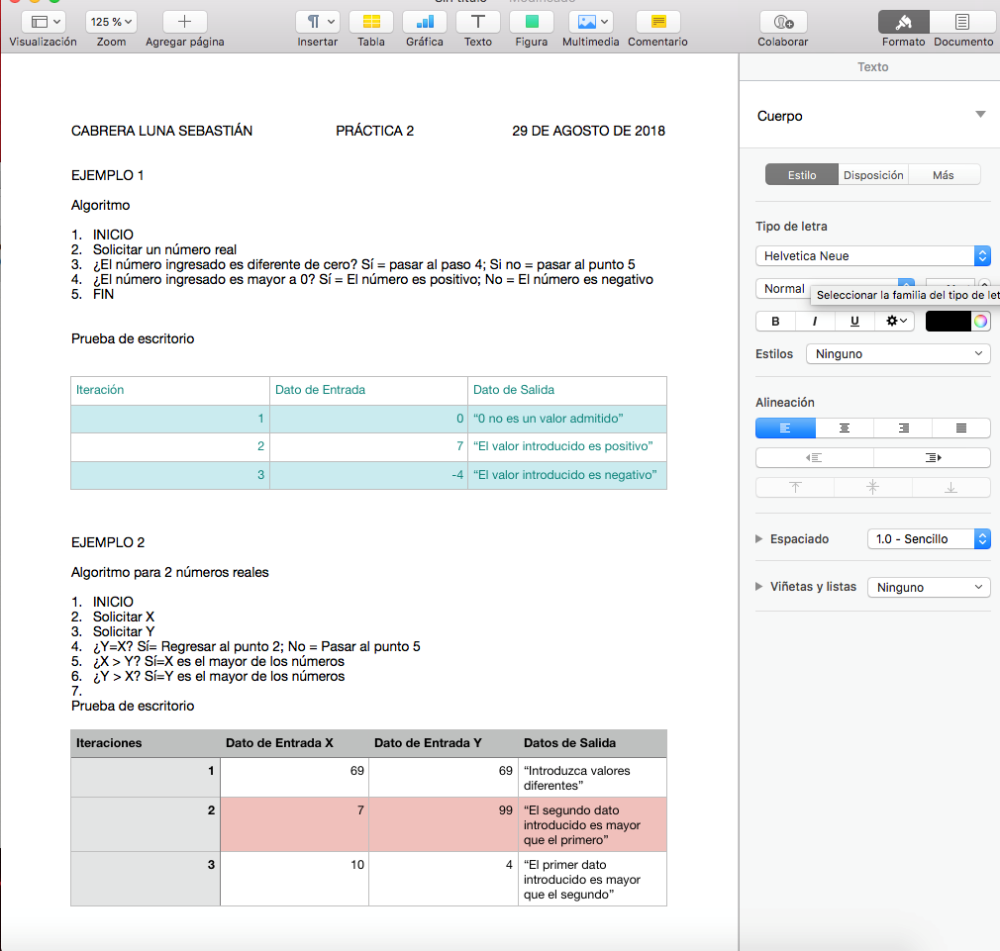 Sin título — Modificado
125 %
Visualización Zoom Agregar página Insertar Tabla Gráfica Texto Figura Multimedia Comentario Colaborar Formato Documento
Texto
Cuerpo
Estilo Disposición Más
Tipo de letra
Helvetica Neue
Normal
Seleccionar la familia del tipo de let
B I U
Estilos Ninguno
Alineación
Espaciado 1.0 - Sencillo
Viñetas y listas Ninguno
CABRERA LUNA SEBASTIÁN PRÁCTICA 2 29 DE AGOSTO DE 2018
EJEMPLO 1
Algoritmo
1. INICIO
2. Solicitar un número real
3. ¿El número ingresado es diferente de cero? Sí = pasar al paso 4; Si no = pasar al punto 5
4. ¿El número ingresado es mayor a 0? Sí = El número es positivo; No = El número es negativo
5. FIN
Prueba de escritorio
Iteración Dato de Entrada Dato de Salida
1 0 “0 no es un valor admitido”
2 7 “El valor introducido es positivo”
3 -4 “El valor introducido es negativo”
EJEMPLO 2
Algoritmo para 2 números reales
1. INICIO
2. Solicitar X
3. Solicitar Y
4. ¿Y=X? Sí= Regresar al punto 2; No = Pasar al punto 5
5. ¿X > Y? Sí=X es el mayor de los números
6. ¿Y > X? Sí=Y es el mayor de los números
7.
Prueba de escritorio
Iteraciones Dato de Entrada X Dato de Entrada Y Datos de Salida
1 69 69 “Introduzca valores
diferentes”
2 7 99 “El segundo dato
introducido es mayor
que el primero”
3 10 4 “El primer dato
introducido es mayor
que el segundo”